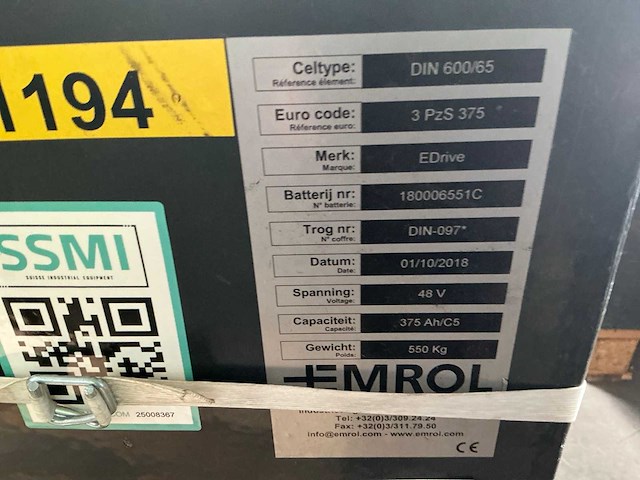 194
Celtype: DIN 600/65
Référence élement:
Euro code: 3 PzS 375
Référence euro:
Merk: EDrive
Marque:
Batterij nr: 180006551C
N° batterie:
Trog nr: DIN-097*
N° coffre:
Datum: 01/10/2018
Date:
Spanning: 48 V
Voltage:
Capaciteit: 375 Ah/C5
Capacité:
Gewicht: 550 Kg
Poids:
EMROL
Tel: +32(0)3/309.24.24
Fax: +32(0)3/311.79.50
info@emrol.com - www.emrol.com
CE
SSMI
SUISSE INDUSTRIAL EQUIPMENT
.COM 25008367